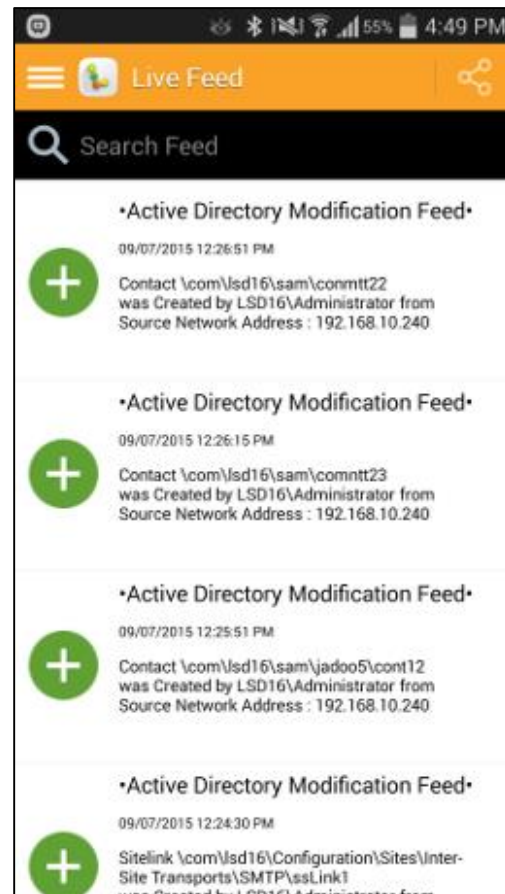 55% 4:49 PM
Live Feed
Search Feed
•Active Directory Modification Feed•
09/07/2015 12:26:51 PM
Contact \com\lsd16\sam\conmtt22
was Created by LSD16\Administrator from
Source Network Address : 192.168.10.240
•Active Directory Modification Feed•
09/07/2015 12:26:15 PM
Contact \com\lsd16\sam\comntt23
was Created by LSD16\Administrator from
Source Network Address : 192.168.10.240
•Active Directory Modification Feed•
09/07/2015 12:25:51 PM
Contact \com\lsd16\sam\jadoo5\cont12
was Created by LSD16\Administrator from
Source Network Address : 192.168.10.240
•Active Directory Modification Feed•
09/07/2015 12:24:30 PM
Sitelink \com\lsd16\Configuration\Sites\Inter-
Site Transports\SMTP\ssLink1
was Created by LSD16\Administrator from